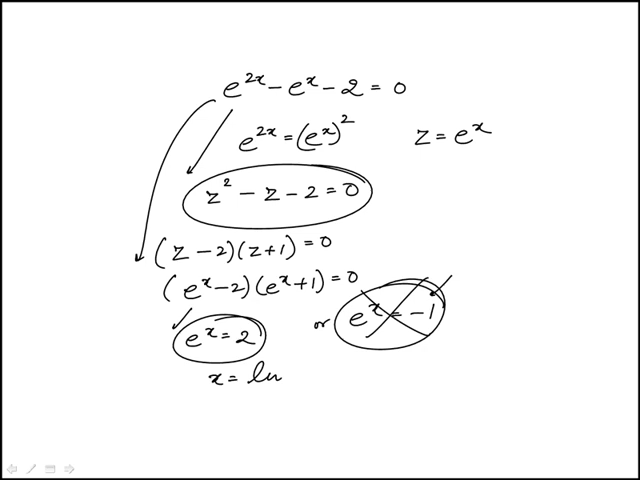 e^{2x} - e^x - 2 = 0
e^{2x} = (e^x)^2 z = e^x
z^2 - z - 2 = 0
(z - 2)(z + 1) = 0
(e^x - 2)(e^x + 1) = 0
e^x = 2 or e^x = -1
x = ln